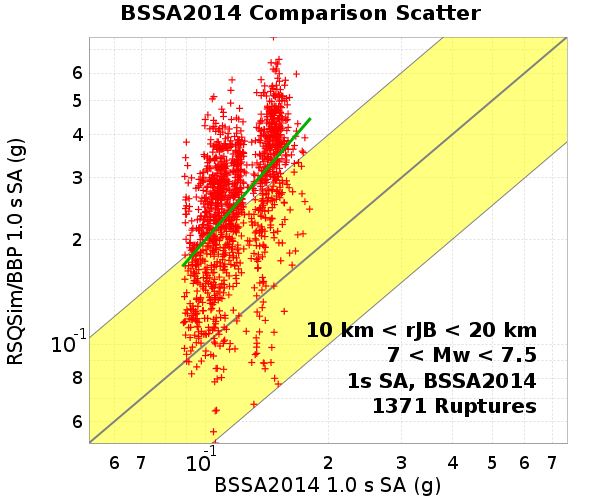 BSSA2014 Comparison Scatter
RSQSim/BBP 1.0 s SA (g)
6
5
4
3
2
10-1
8
6
10 km < rJB < 20 km
7 < Mw < 7.5
1s SA, BSSA2014
1371 Ruptures
6 7 10-1 2 3 4 5 6 7
BSSA2014 1.0 s SA (g)